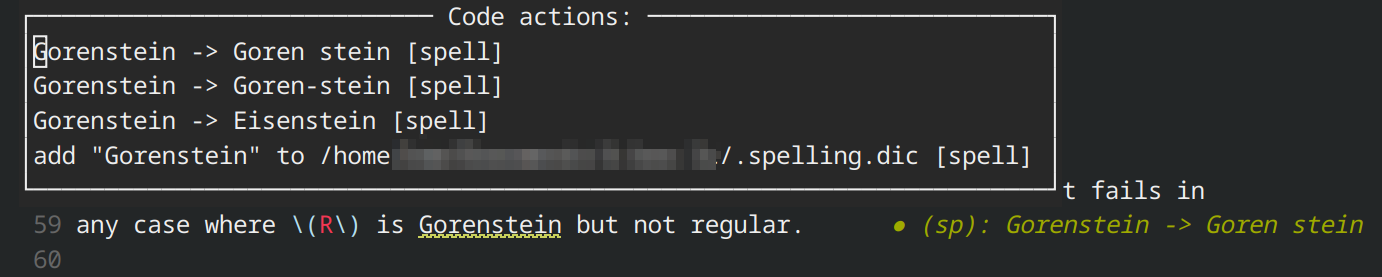 Code actions:
Gorenstein -> Goren stein [spell]
Gorenstein -> Goren-stein [spell]
Gorenstein -> Eisenstein [spell]
add "Gorenstein" to /home /.spelling.dic [spell]
t fails in
59 any case where \(R\) is Gorenstein but not regular. ● (sp): Gorenstein -> Goren stein
60